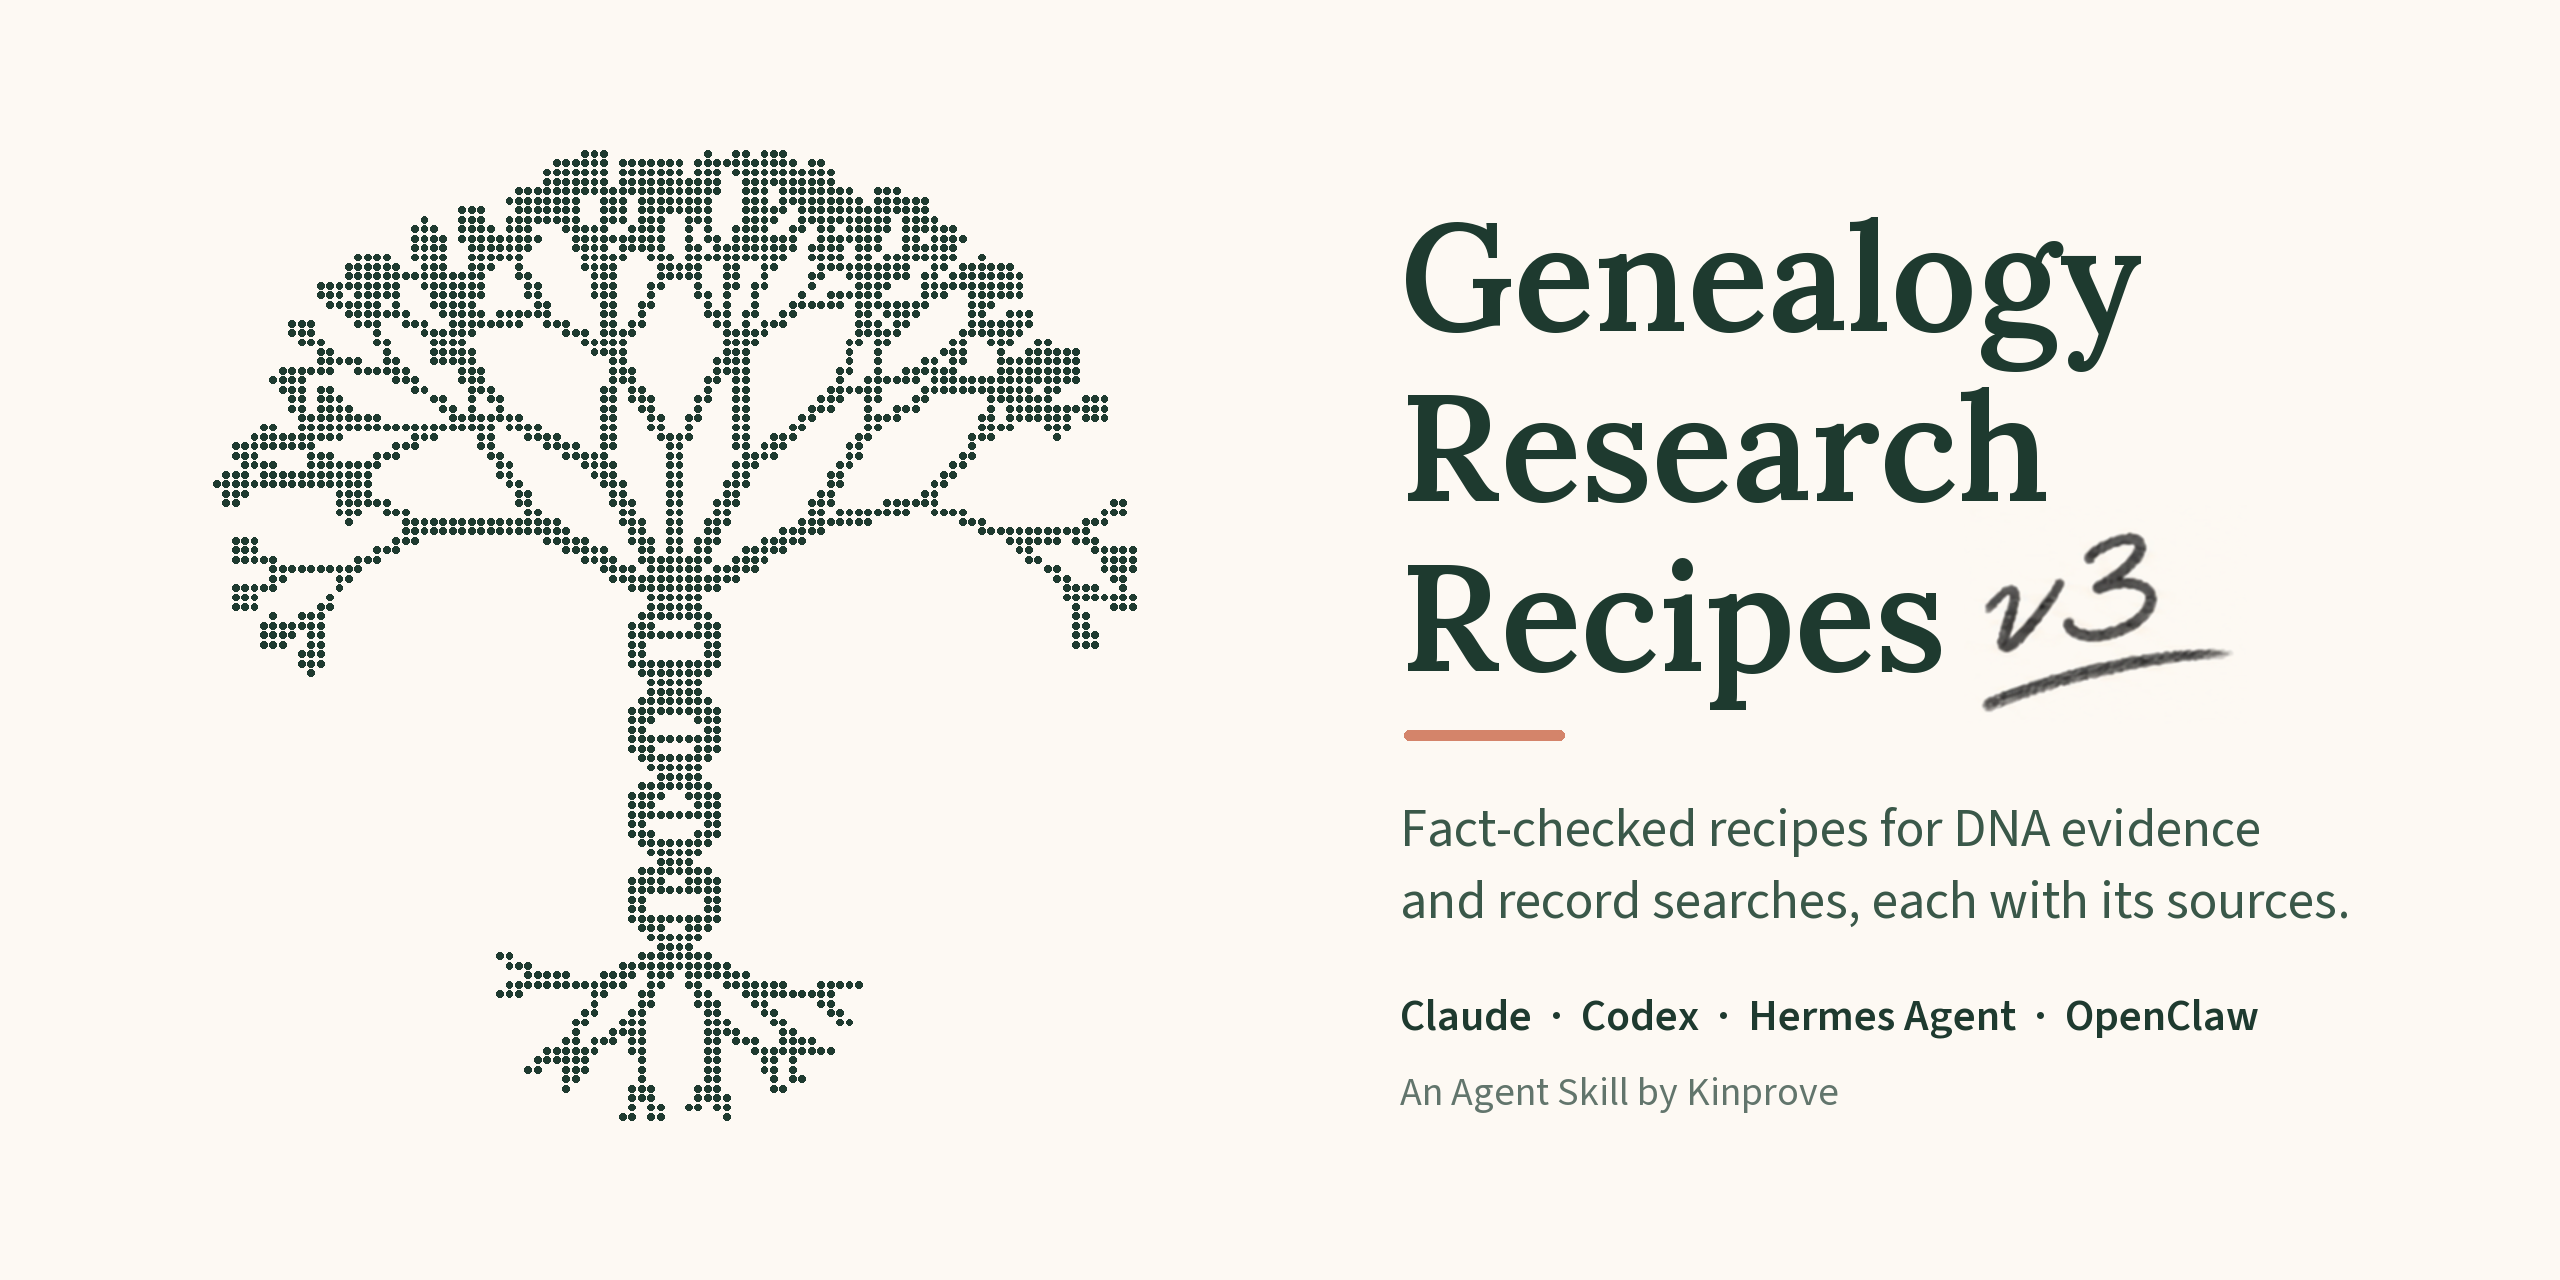 Genealogy
Research
Recipes v3
Fact-checked recipes for DNA evidence
and record searches, each with its sources.
Claude · Codex · Hermes Agent · OpenClaw
An Agent Skill by Kinprove